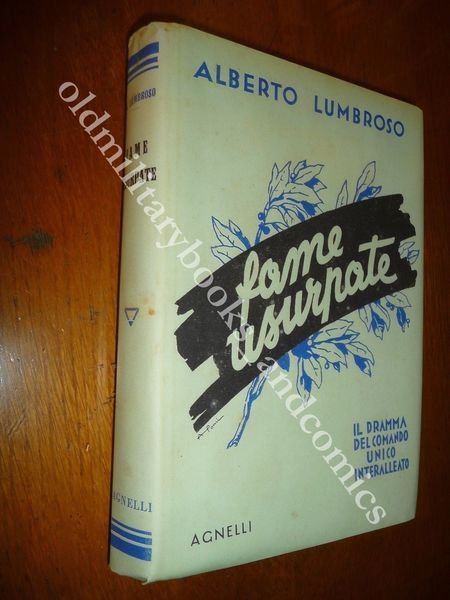 ALBERTO LUMBROSO
fame
usurpate
IL DRAMMA
DEL COMANDO
UNICO
INTERALLEATO
AGNELLI
LUMBROSO
FAME
USURPATE
AGNELLI
oldmilitarybooksandcomics